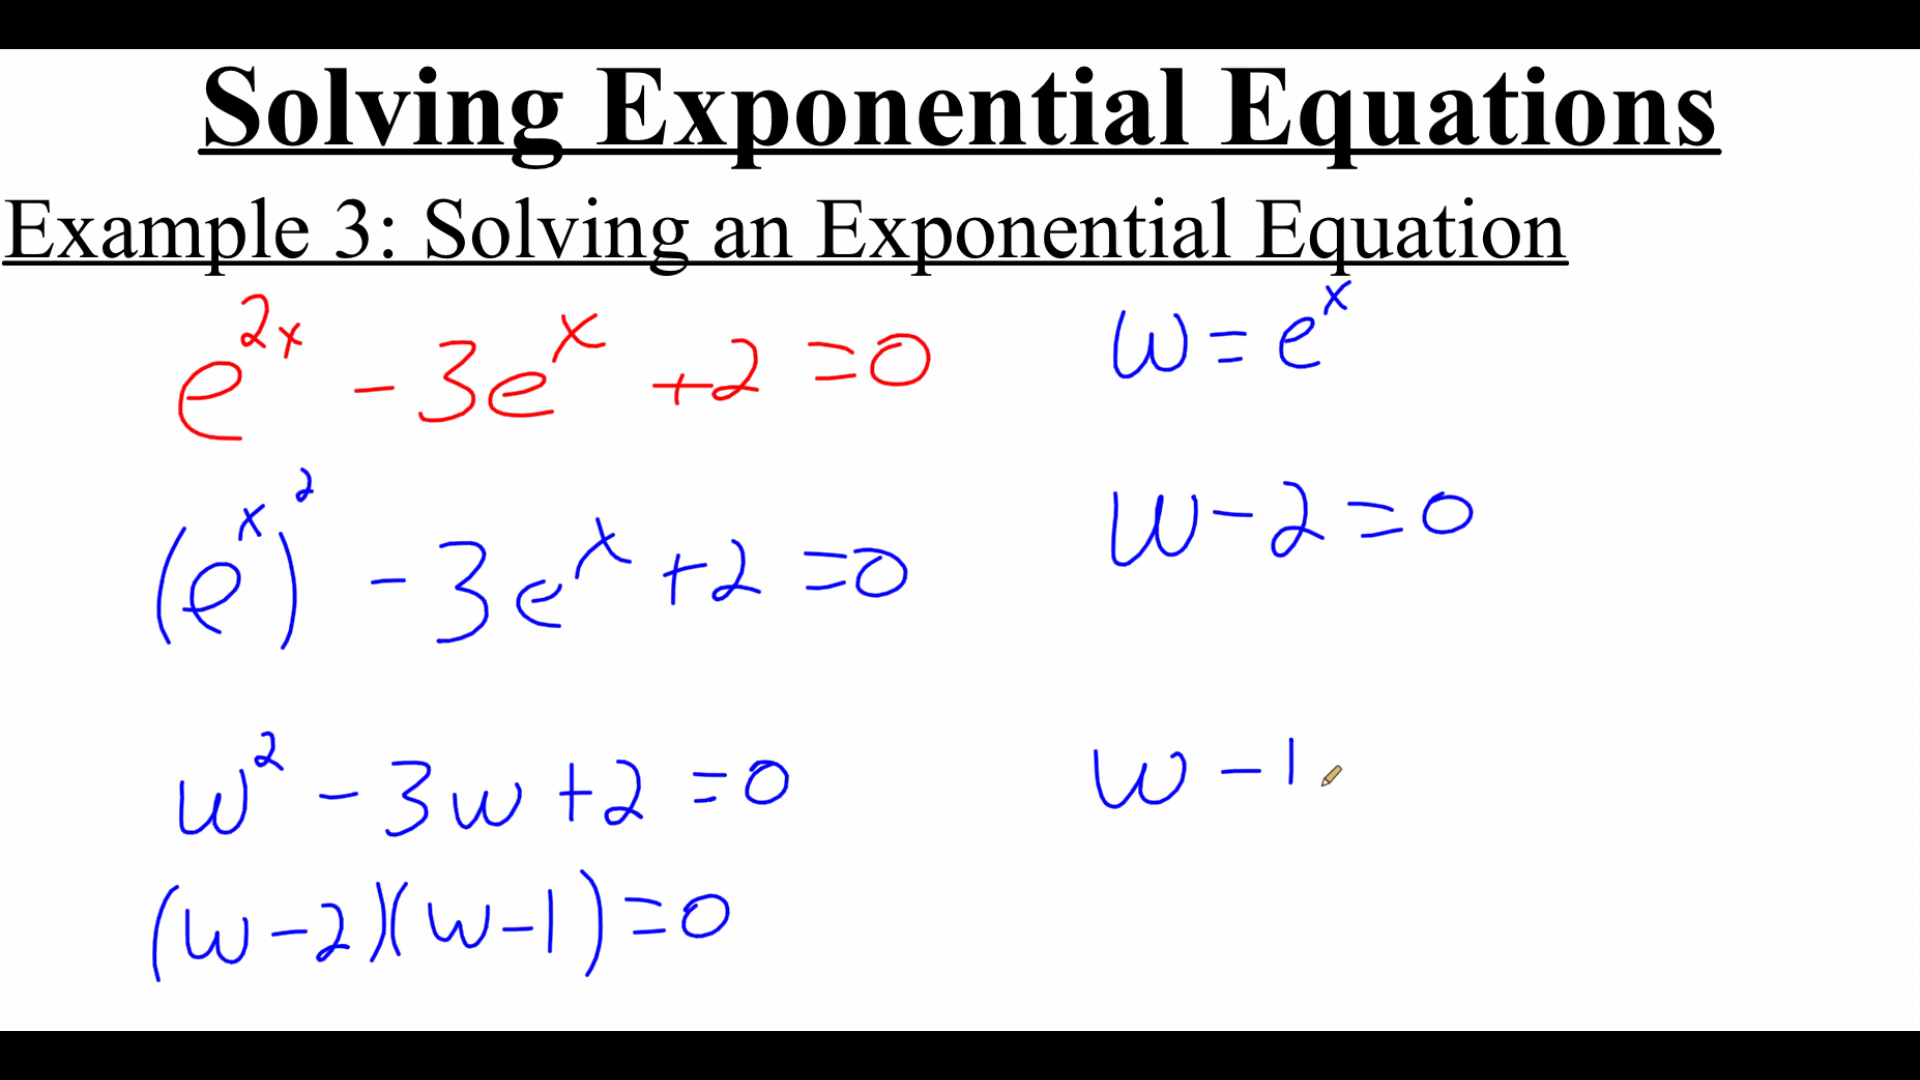 Solving Exponential Equations
Example 3: Solving an Exponential Equation
e^{2x} - 3e^x + 2 = 0
(e^x)^2 - 3e^x + 2 = 0
w^2 - 3w + 2 = 0
(w - 2)(w - 1) = 0
w = e^x
w - 2 = 0
w - 1